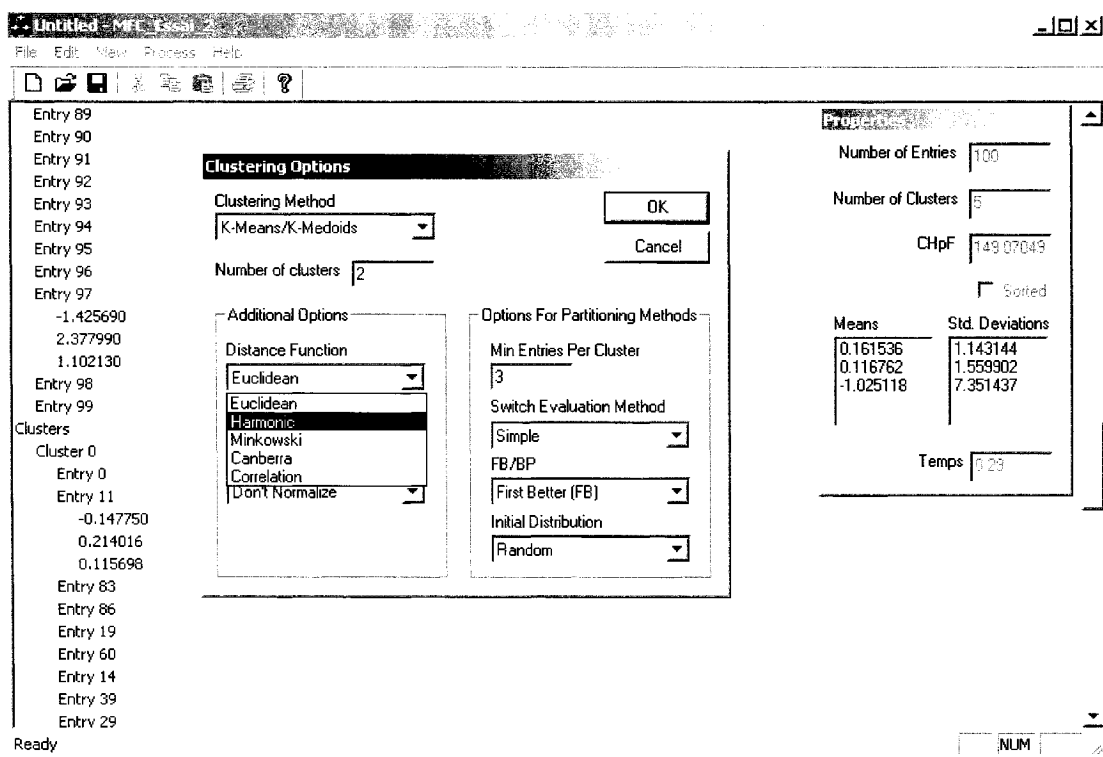 Untitled - MFC_Essai_2
File Edit View Process Help
Entry 89
Entry 90
Entry 91
Entry 92
Entry 93
Entry 94
Entry 95
Entry 96
Entry 97
-1.425690
2.377990
1.102130
Entry 98
Entry 99
Clusters
Cluster 0
Entry 0
Entry 11
-0.147750
0.214016
0.115698
Entry 83
Entry 86
Entry 19
Entry 60
Entry 14
Entry 39
Entry 29
Clustering Options
Clustering Method
K-Means/K-Medoids
Number of clusters 2
OK
Cancel
Additional Options
Distance Function
Euclidean
Euclidean
Harmonic
Minkowski
Canberra
Correlation
Don't Normalize
Options For Partitioning Methods
Min Entries Per Cluster
3
Switch Evaluation Method
Simple
FB/BP
First Better (FB)
Initial Distribution
Random
Properties
Number of Entries 100
Number of Clusters 5
CHpF 149.07049
Sorted
Means Std. Deviations
0.161536 1.143144
0.116762 1.559902
-1.025118 7.351437
Temps 0.29
Ready
NUM